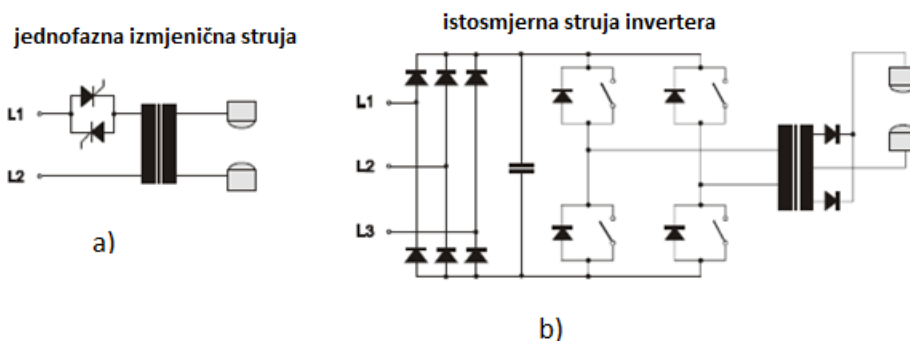 jednofazna izmjenična struja
L1
L2
a)
istosmjerna struja invertera
L1
L2
L3
b)